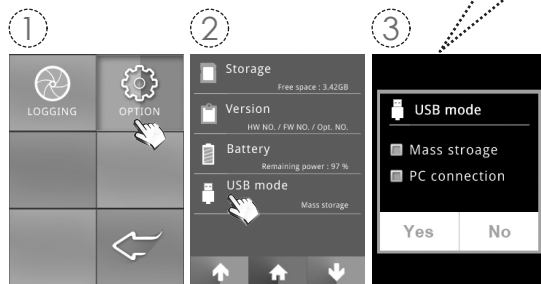 1
LOGGING
OPTION
2
Storage
Free space : 3.42GB
Version
HW NO. / FW NO. / Opt. NO.
Battery
Remaining power : 97 %
USB mode
Mass storage
3
USB mode
Mass stroage
PC connection
Yes
No